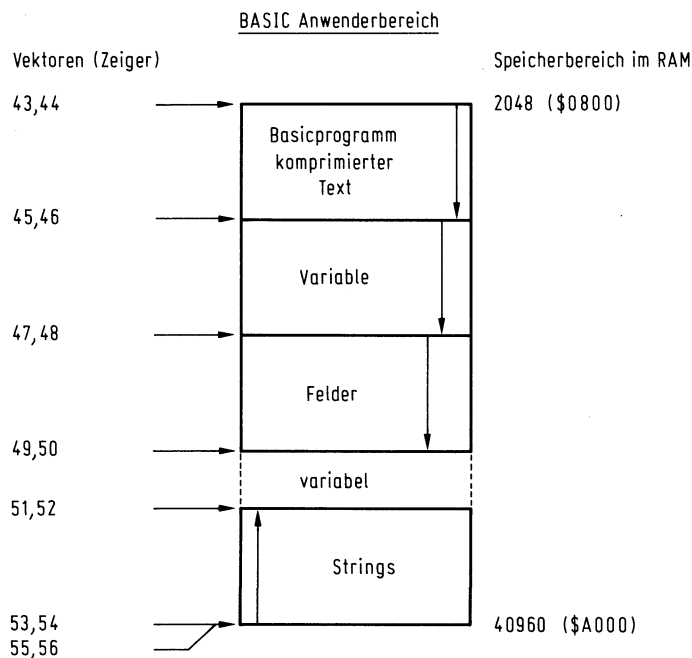 BASIC Anwenderbereich
Vektoren (Zeiger)
Speicherbereich im RAM
43,44
2048 ($0800)
Basicprogramm
komprimierter
Text
45,46
Variable
47,48
Felder
49,50
variabel
51,52
Strings
53,54
40960 ($A000)
55,56